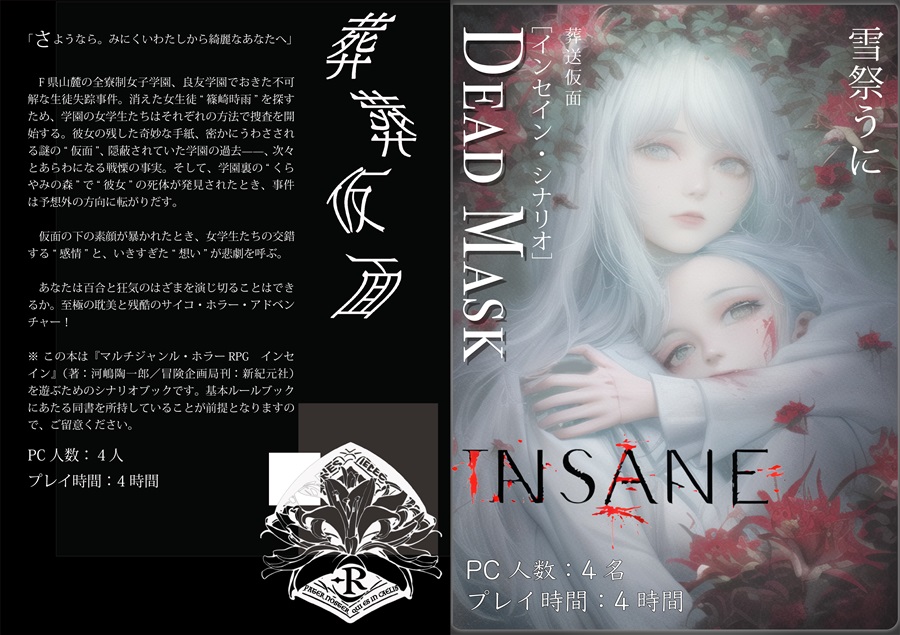 「さようなら。みにくいわたしから綺麗なあなたへ」
F県山麓の全寮制女子学園、良友学園でおきた不可
解な生徒失踪事件。消えた女生徒“篠崎時雨”を探す
ため、学園の女学生たちはそれぞれの方法で捜査を開
始する。彼女の残した奇妙な手紙、密かにうわさされ
る謎の“仮面”、隠蔽されていた学園の過去――、次々
とあらわになる戦慄の事実。そして、学園裏の“くら
やみの森”で“彼女”の死体が発見されたとき、事件
は予想外の方向に転がりだす。
仮面の下の素顔が暴かれたとき、女学生たちの交錯
する“感情”と、いきすぎた“想い”が悲劇を呼ぶ。
あなたは百合と狂気のはざまを演じ切ることはでき
るか。至極の耽美と残酷のサイコ・ホラー・アドベン
チャー！
※ この本は『マルチジャンル・ホラーRPG　インセ
イン』（著：河嶋陶一朗／冒険企画局刊：新紀元社）
を遊ぶためのシナリオブックです。基本ルールブック
にあたる同書を所持していることが前提となりますの
で、ご留意ください。
PC人数：4人
プレイ時間：4時間
葬葬仮面
R
PATER NOSTER QUI ES IN CAELIS
雪祭うに
葬送仮面
［インセイン・シナリオ］
DEAD MASK
INSANE
PC人数：4名
プレイ時間：4時間